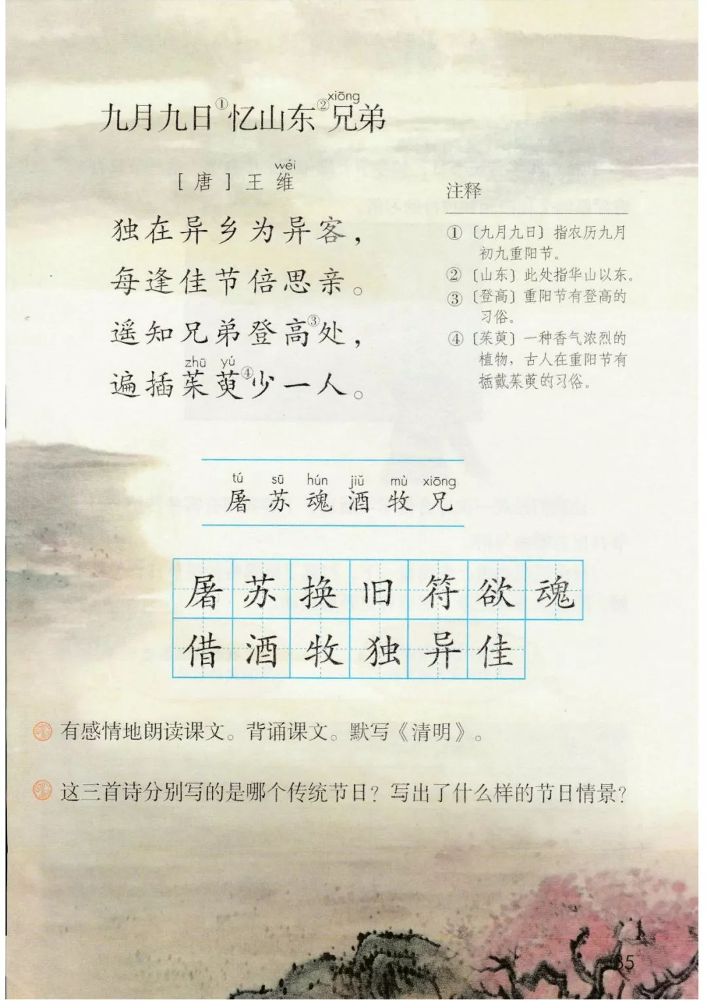 xiōng
九月九日①忆山东②兄弟
wéi
[唐]王维
独在异乡为异客，
每逢佳节倍思亲。
遥知兄弟登高③处，
zhū yú
遍插茱萸④少一人。
注释
①〔九月九日〕指农历九月
初九重阳节。
②〔山东〕此处指华山以东。
③〔登高〕重阳节有登高的
习俗。
④〔茱萸〕一种香气浓烈的
植物，古人在重阳节有
插戴茱萸的习俗。
tú sū hún jiǔ mù xiōng
屠 苏 魂 酒 牧 兄
屠 苏 换 旧 符 欲 魂
借 酒 牧 独 异 佳
有感情地朗读课文。背诵课文。默写《清明》。
这三首诗分别写的是哪个传统节日？写出了什么样的节日情景？
35